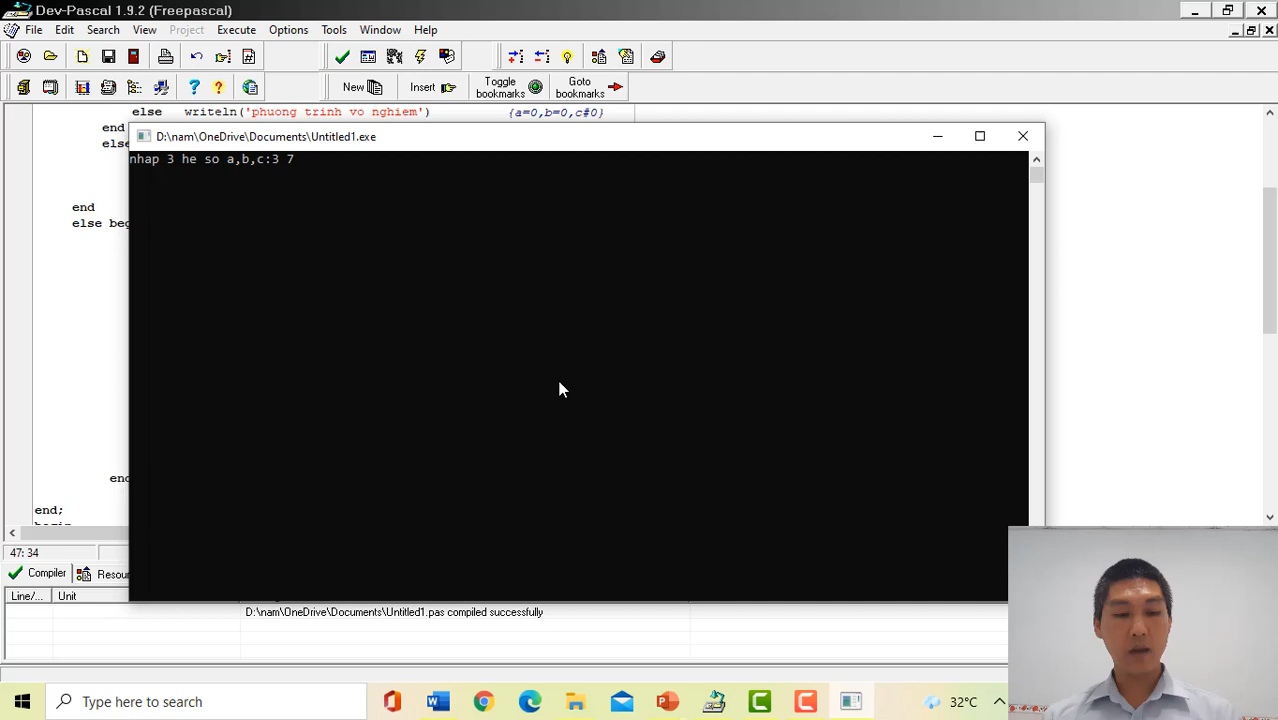 Dev-Pascal 1.9.2 (Freepascal)
File Edit Search View Project Execute Options Tools Window Help
New Insert Toggle bookmarks Goto bookmarks
else writeln('phuong trinh vo nghiem') {a=0,b=0,c#0}
end
else
end
else beg
end
end;
begin
D:\nam\OneDrive\Documents\Untitled1.exe
nhap 3 he so a,b,c:3 7
47: 34
Compiler Resou
Line/... Unit
D:\nam\OneDrive\Documents\Untitled1.pas compiled successfully
Type here to search
32°C